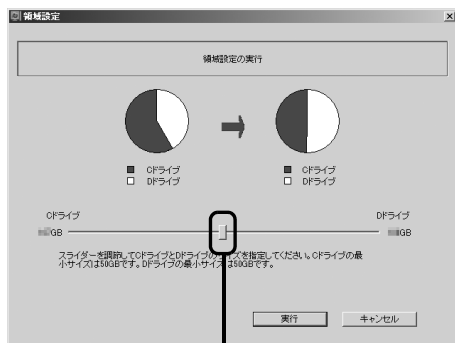 領域設定
領域設定の実行
Cドライブ
Dドライブ
Cドライブ
Dドライブ
Cドライブ
Dドライブ
GB
GB
スライダーを調節してCドライブとDドライブのサイズを指定してください。Cドライブの最
小サイズは50GBです。Dドライブの最小サイズは50GBです。
実行
キャンセル